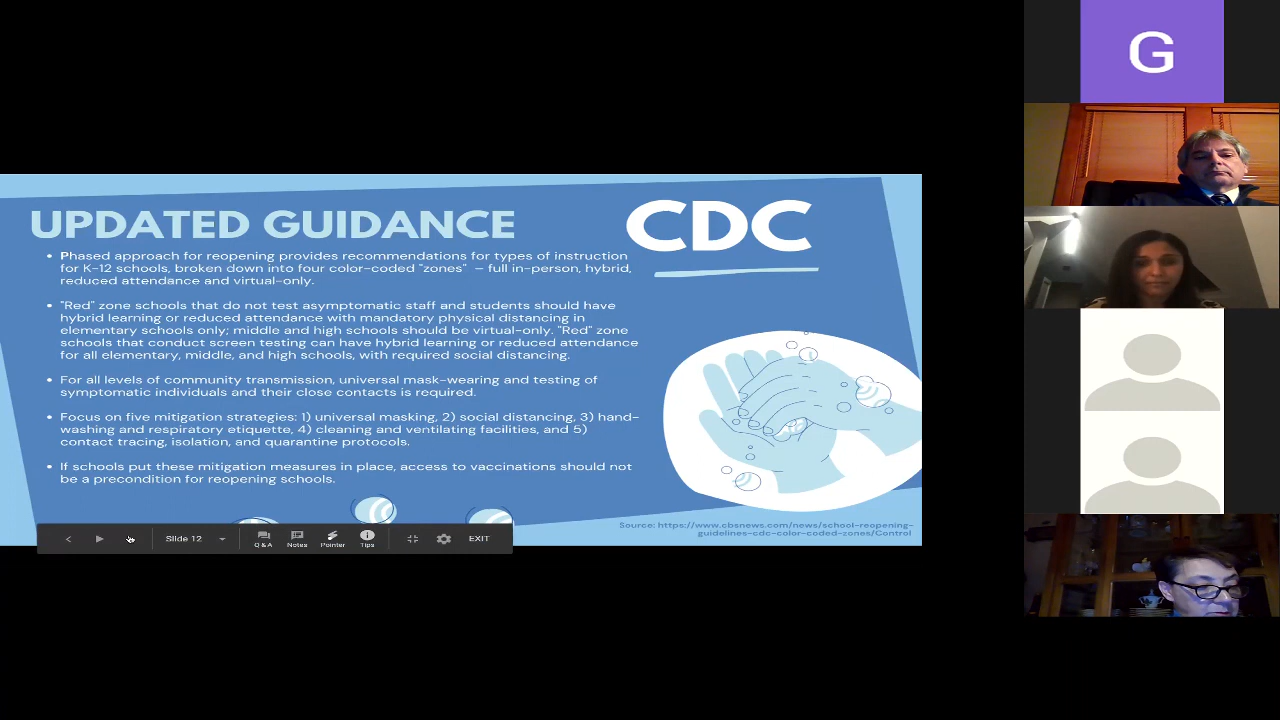 G
UPDATED GUIDANCE
CDC
• Phased approach for reopening provides recommendations for types of instruction
for K-12 schools, broken down into four color-coded "zones" – full in-person, hybrid,
reduced attendance and virtual-only.
• "Red" zone schools that do not test asymptomatic staff and students should have
hybrid learning or reduced attendance with mandatory physical distancing in
elementary schools only; middle and high schools should be virtual-only. "Red" zone
schools that conduct screen testing can have hybrid learning or reduced attendance
for all elementary, middle, and high schools, with required social distancing.
• For all levels of community transmission, universal mask-wearing and testing of
symptomatic individuals and their close contacts is required.
• Focus on five mitigation strategies: 1) universal masking, 2) social distancing, 3) hand-
washing and respiratory etiquette, 4) cleaning and ventilating facilities, and 5)
contact tracing, isolation, and quarantine protocols.
• If schools put these mitigation measures in place, access to vaccinations should not
be a precondition for reopening schools.
Source: https://www.cbsnews.com/news/school-reopening-
guidelines-cdc-color-coded-zones/Control
Slide 12
Q & A
Notes
Pointer
Tips
EXIT